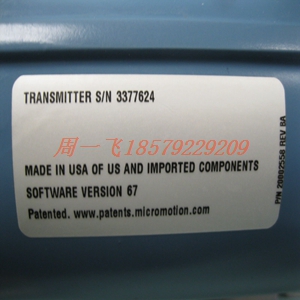 TRANSMITTER S/N 3377624
周一飞18579229209
MADE IN USA OF US AND IMPORTED COMPONENTS
SOFTWARE VERSION 67
Patented. www.patents.micromotion.com
P/N 20002558 REV BA